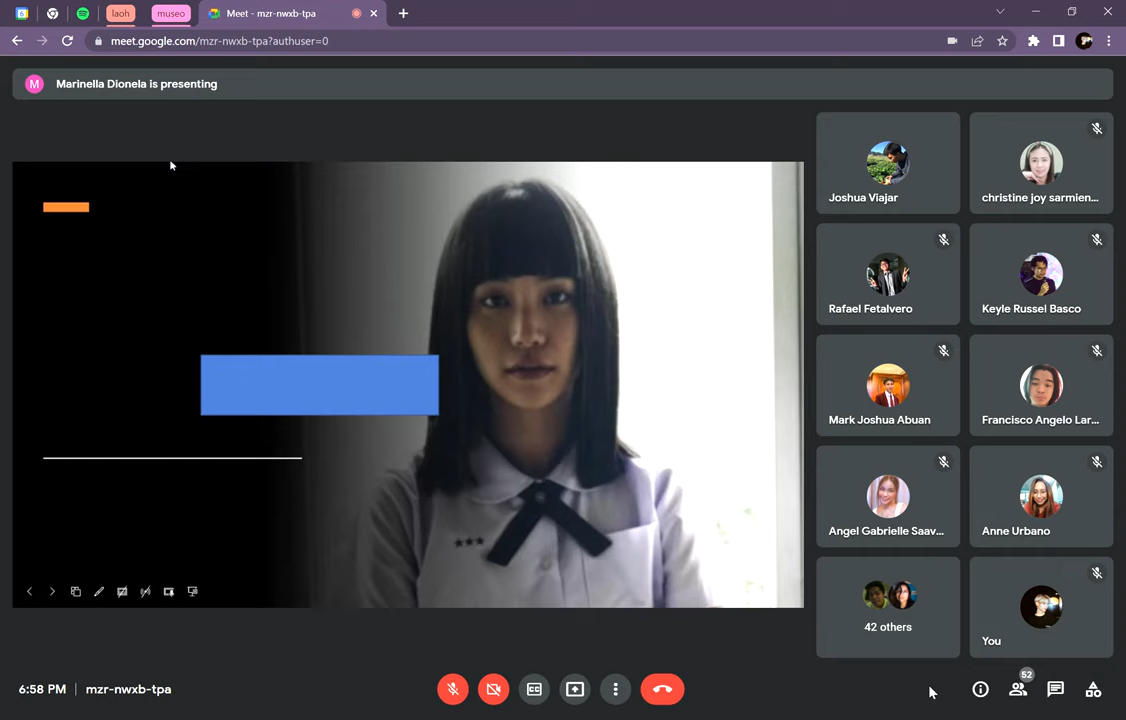 laoh
museo
Meet - mzr-nwxb-tpa
meet.google.com/mzr-nwxb-tpa?authuser=0
M
Marinella Dionela is presenting
Joshua Viajar
christine joy sarmien...
Rafael Fetalvero
Keyle Russel Basco
Mark Joshua Abuan
Francisco Angelo Lar...
Angel Gabrielle Saav...
Anne Urbano
42 others
You
6:58 PM
mzr-nwxb-tpa
52